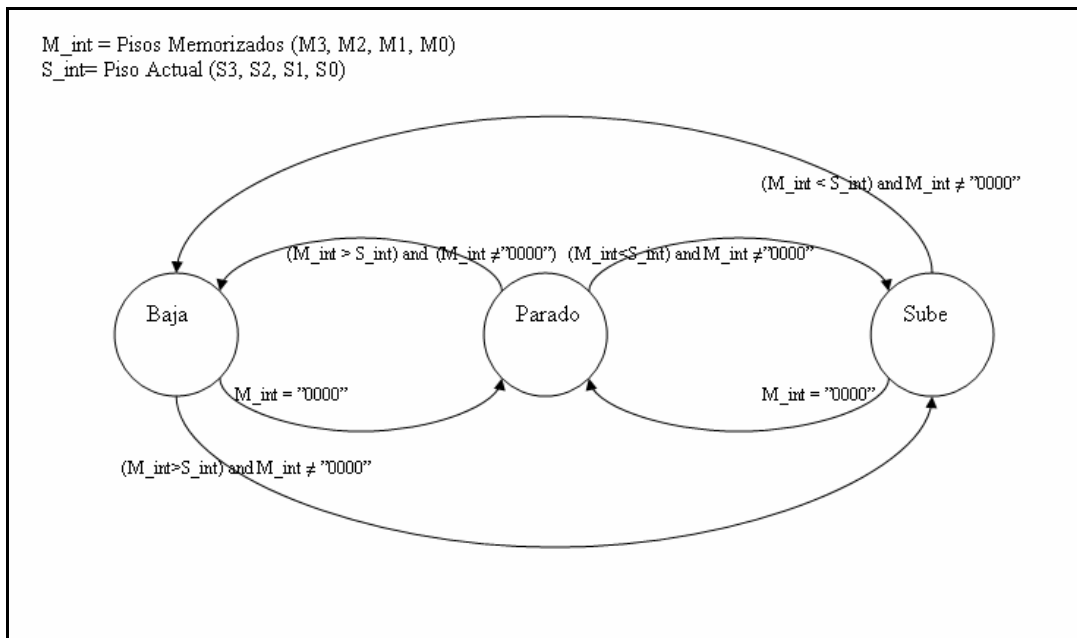 M_int = Pisos Memorizados (M3, M2, M1, M0)
S_int= Piso Actual (S3, S2, S1, S0)
(M_int < S_int) and M_int ≠ ”0000”
(M_int > S_int) and (M_int ≠”0000”)
(M_int<S_int) and M_int ≠”0000”
Baja
Parado
Sube
M_int = ”0000”
M_int = ”0000”
(M_int>S_int) and M_int ≠ ”0000”